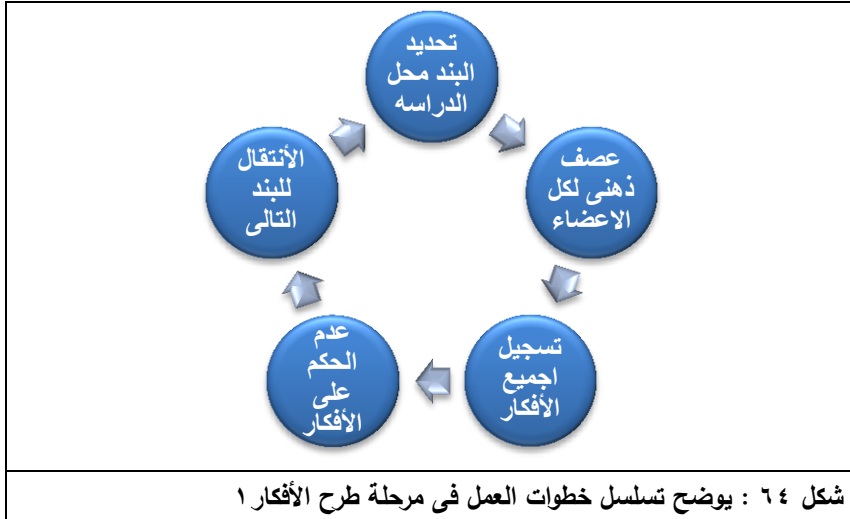 تحديد
البند محل
الدراسه
عصف
ذهنى لكل
الاعضاء
تسجيل
اجميع
الأفكار
عدم
الحكم
على
الأفكار
الأنتقال
للبند
التالى
شكل ٦٤ : يوضح تسلسل خطوات العمل فى مرحلة طرح الأفكار ١